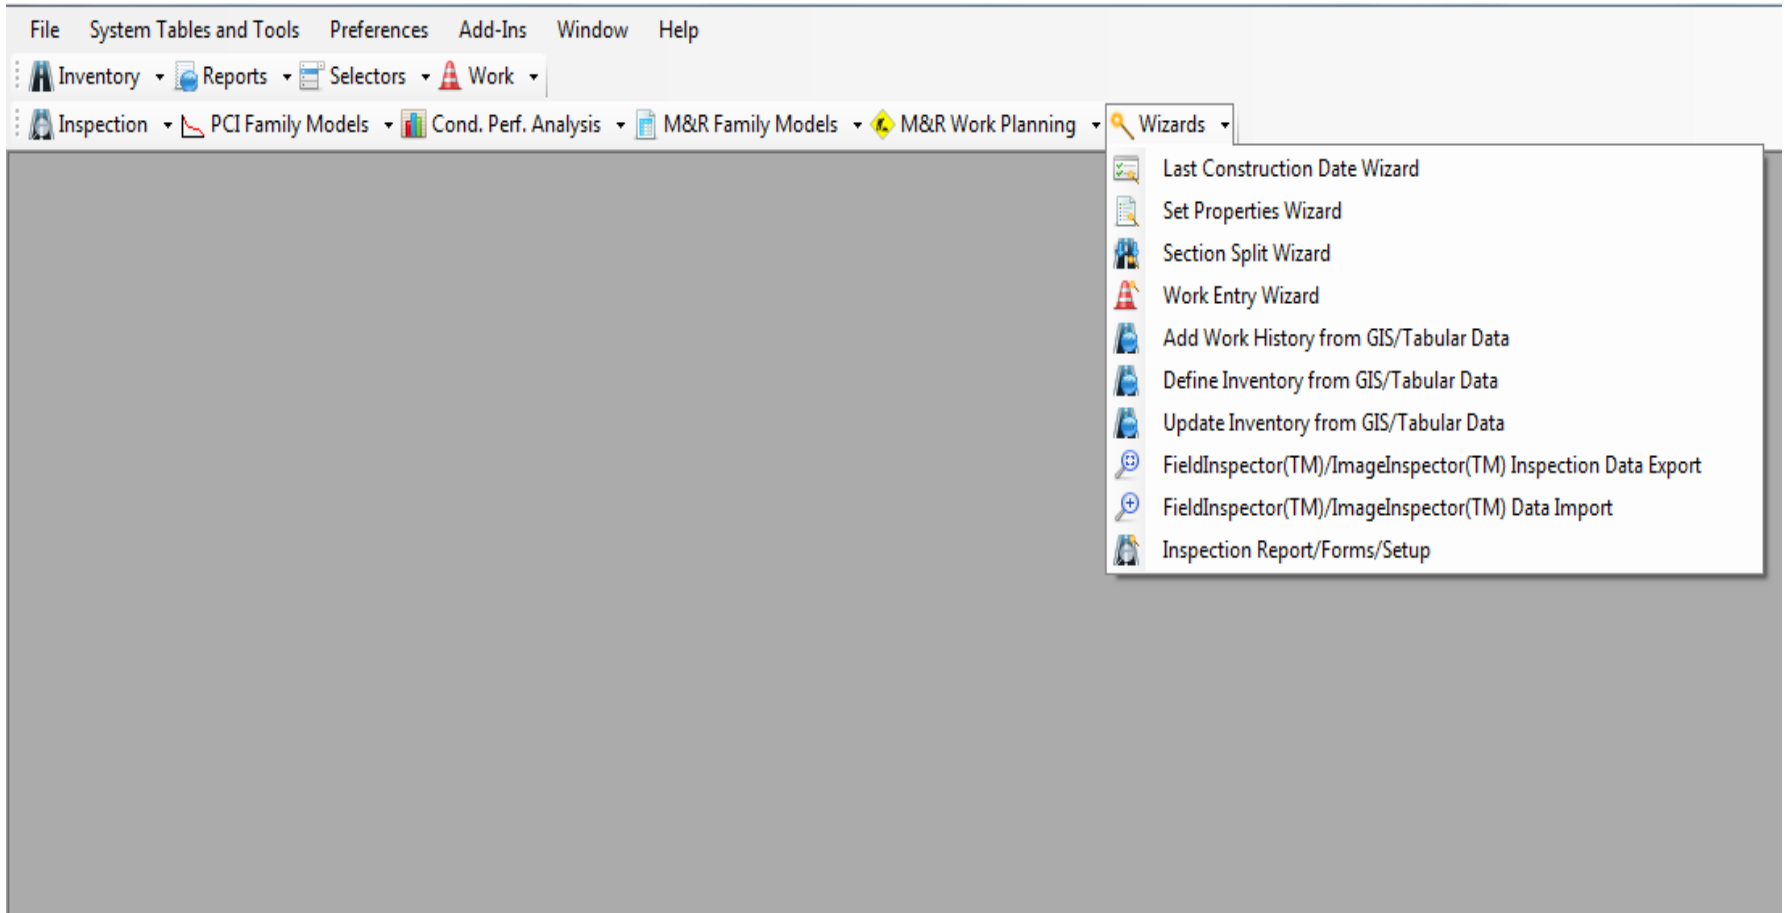 File System Tables and Tools Preferences Add-Ins Window Help
Inventory Reports Selectors Work
Inspection PCI Family Models Cond. Perf. Analysis M&R Family Models M&R Work Planning Wizards
Last Construction Date Wizard
Set Properties Wizard
Section Split Wizard
Work Entry Wizard
Add Work History from GIS/Tabular Data
Define Inventory from GIS/Tabular Data
Update Inventory from GIS/Tabular Data
FieldInspector(TM)/ImageInspector(TM) Inspection Data Export
FieldInspector(TM)/ImageInspector(TM) Data Import
Inspection Report/Forms/Setup